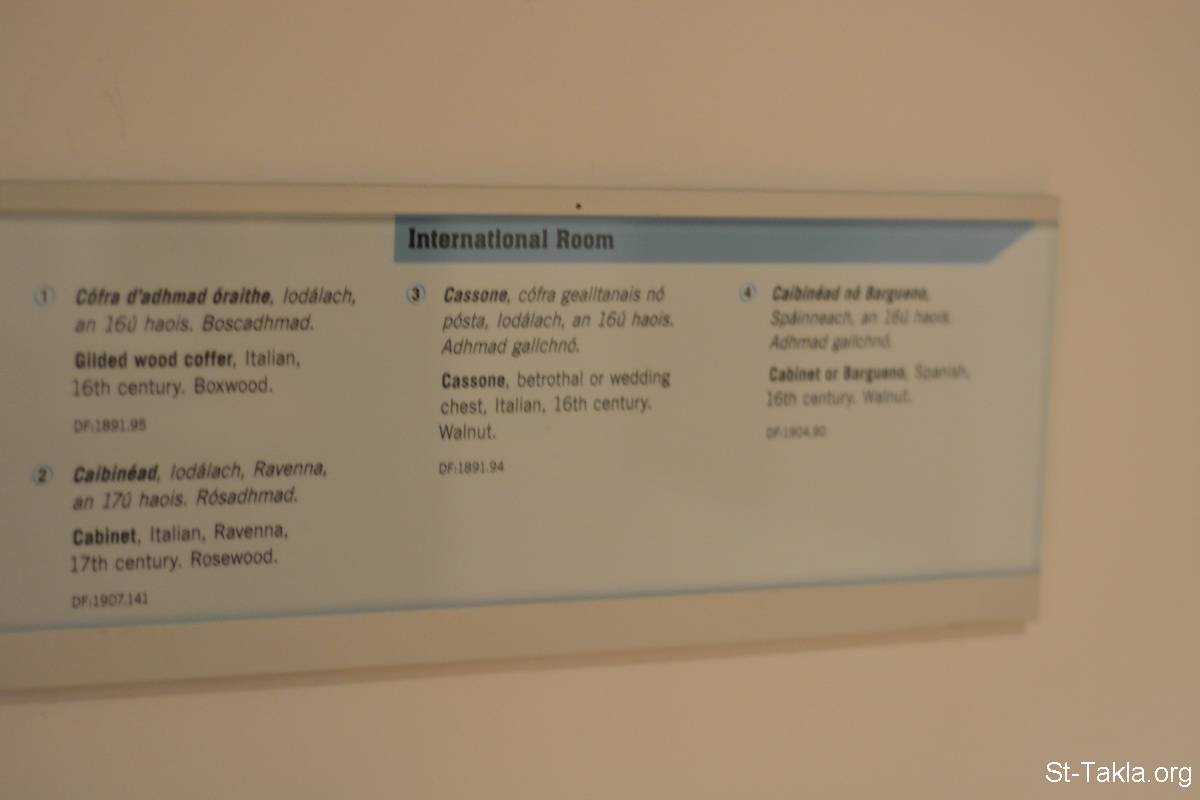 International Room
1 Cófra d'adhmad óraithe, Iodálach,
an 16ú haois. Boscadhmad.
Gilded wood coffer, Italian,
16th century. Boxwood.
DF:1891.95
2 Caibinéad, Iodálach, Ravenna,
an 17ú haois. Rósadhmad.
Cabinet, Italian, Ravenna,
17th century. Rosewood.
DF:1907.141
3 Cassone, cófra gealltanais nó
pósta, Iodálach, an 16ú haois.
Adhmad gallchnó.
Cassone, betrothal or wedding
chest, Italian, 16th century.
Walnut.
DF:1891.94
4 Caibinéad nó Bargueno,
Spáinneach, an 16ú haois.
Adhmad gallchnó.
Cabinet or Bargueno, Spanish,
16th century. Walnut.
DF:1904.90
St-Takla.org